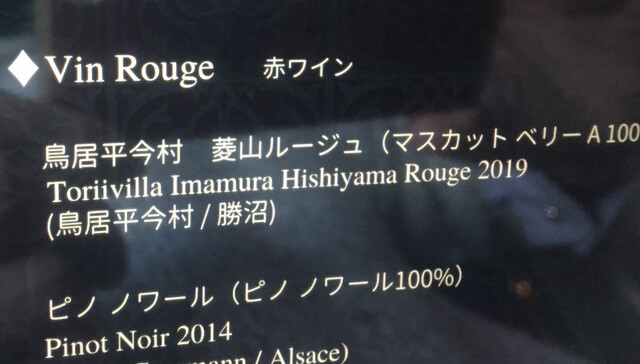 ◆Vin Rouge 赤ワイン
鳥居平今村 菱山ルージュ（マスカット ベリー A 100
Toriivilla Imamura Hishiyama Rouge 2019
(鳥居平今村 / 勝沼)
ピノ ノワール（ピノ ノワール100%）
Pinot Noir 2014
/ Alsace)